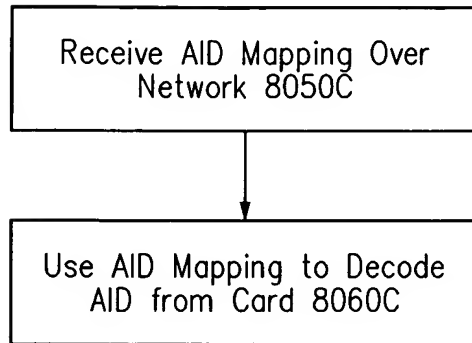 Receive AID Mapping Over
Network 8050C
Use AID Mapping to Decode
AID from Card 8060C